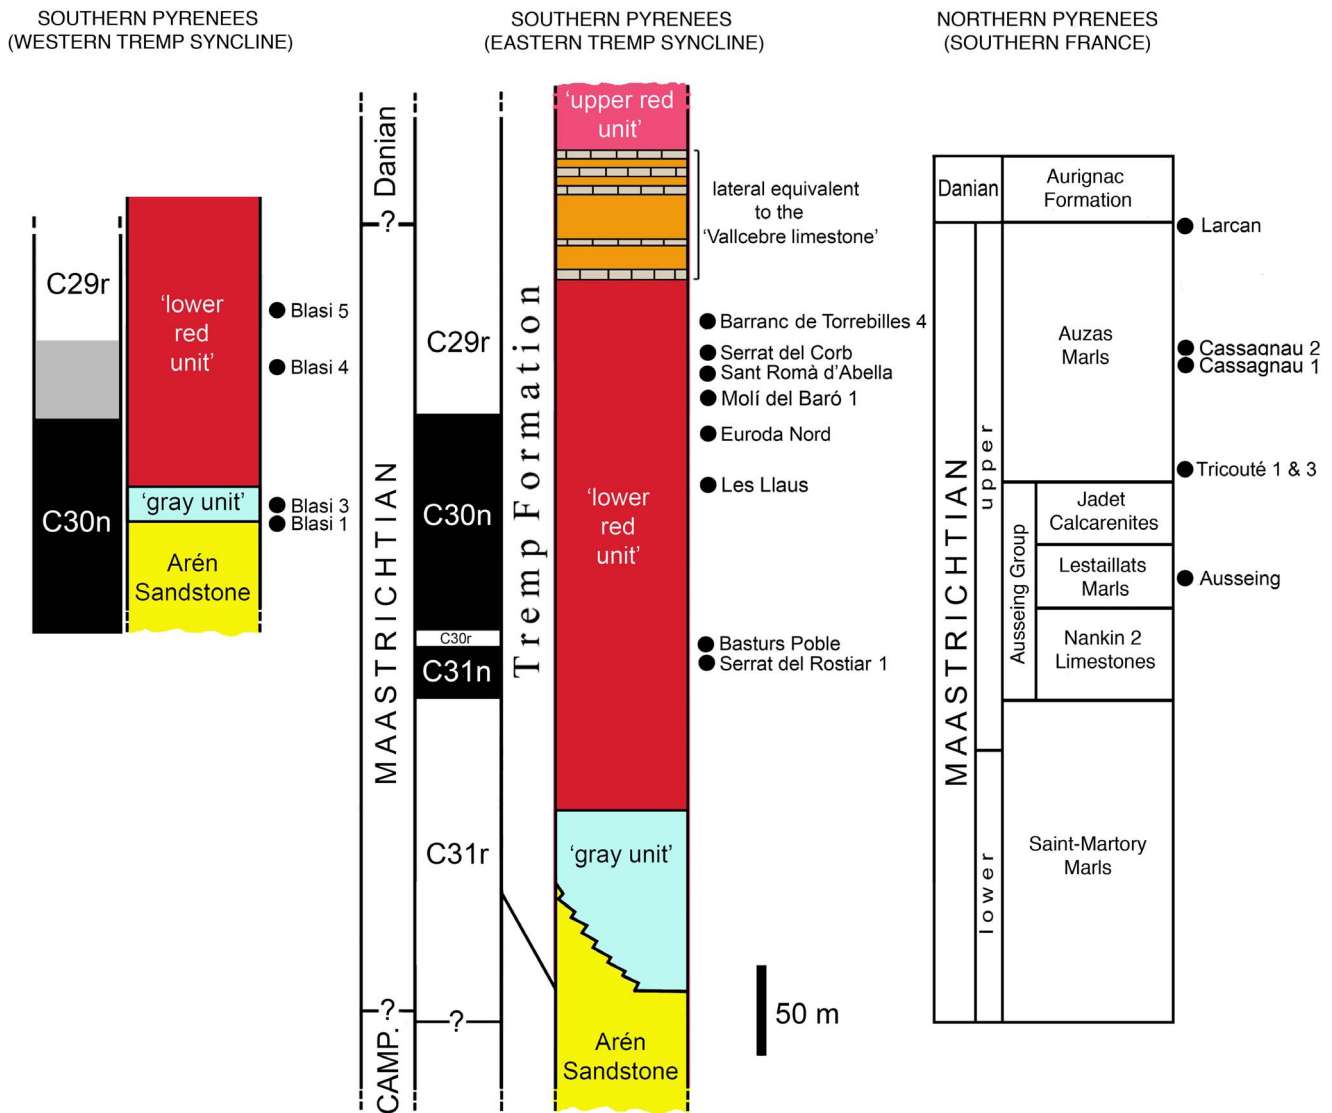 SOUTHERN PYRENEES
(WESTERN TREMP SYNCLINE)
C29r
C30n
'lower
red
unit'
'gray unit'
Arén
Sandstone
Blasi 5
Blasi 4
Blasi 3
Blasi 1
SOUTHERN PYRENEES
(EASTERN TREMP SYNCLINE)
Danian
?
MAASTRICHTIAN
?
CAMP.
C29r
C30n
C30r
C31n
C31r
?
Tremp Formation
'upper red
unit'
'lower
red
unit'
'gray unit'
Arén
Sandstone
lateral equivalent
to the
'Vallcebre limestone'
Barranc de Torrebilles 4
Serrat del Corb
Sant Romà d'Abella
Molí del Baró 1
Euroda Nord
Les Llaus
Basturs Poble
Serrat del Rostiar 1
50 m
NORTHERN PYRENEES
(SOUTHERN FRANCE)
Danian
MAASTRICHTIAN
upper
lower
Aurignac
Formation
Auzas
Marls
Ausseing Group
Jadet
Calcarenites
Lestaillats
Marls
Nankin 2
Limestones
Saint-Martory
Marls
Larcan
Cassagnau 2
Cassagnau 1
Tricouté 1 & 3
Ausseing